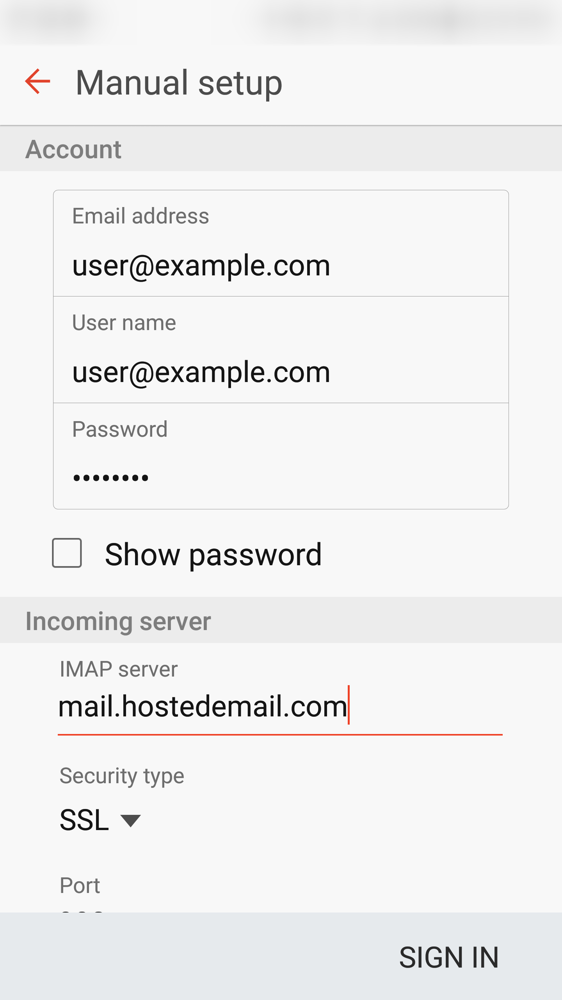 Manual setup
Account
Email address
user@example.com
User name
user@example.com
Password
••••••••
Show password
Incoming server
IMAP server
mail.hostedemail.com
Security type
SSL
Port
SIGN IN